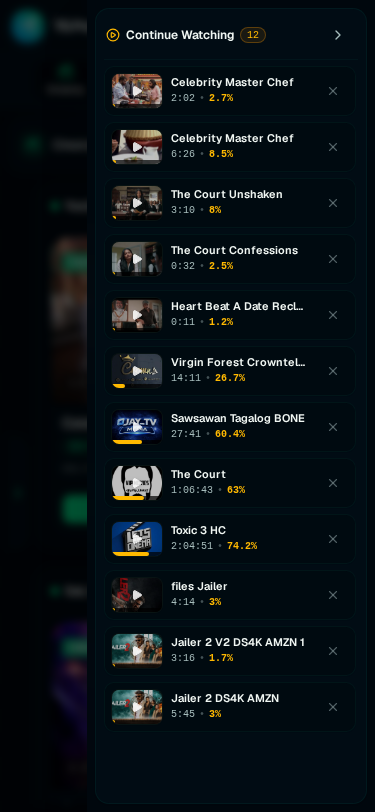 Continue Watching 12
Celebrity Master Chef
2:02 • 2.7%
Celebrity Master Chef
6:26 • 8.5%
The Court Unshaken
3:10 • 8%
The Court Confessions
0:32 • 2.5%
Heart Beat A Date Recl...
0:11 • 1.2%
Virgin Forest Crowntel...
14:11 • 26.7%
Sawsawan Tagalog BONE
27:41 • 60.4%
The Court
1:06:43 • 63%
Toxic 3 HC
2:04:51 • 74.2%
files Jailer
4:14 • 3%
Jailer 2 V2 DS4K AMZN 1
3:16 • 1.7%
Jailer 2 DS4K AMZN
5:45 • 3%